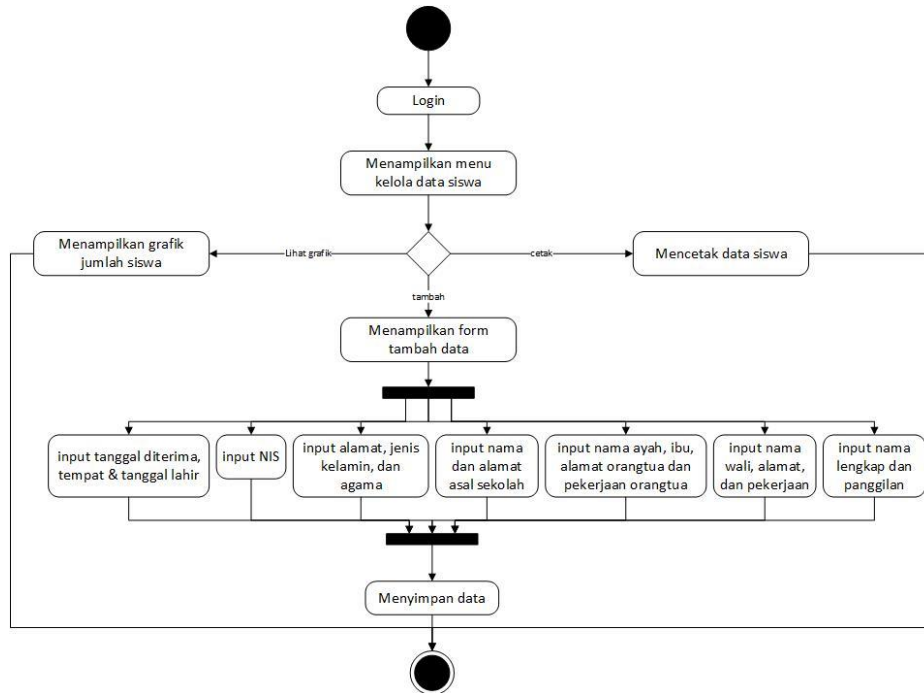 Login
Menampilkan menu
kelola data siswa
Menampilkan grafik
jumlah siswa
Lihat grafik
cetak
Mencetak data siswa
tambah
Menampilkan form
tambah data
input tanggal diterima,
tempat & tanggal lahir
input NIS
input alamat, jenis
kelamin, dan
agama
input nama
dan alamat
asal sekolah
input nama ayah, ibu,
alamat orangtua dan
pekerjaan orangtua
input nama
wali, alamat,
dan pekerjaan
input nama
lengkap dan
panggilan
Menyimpan data